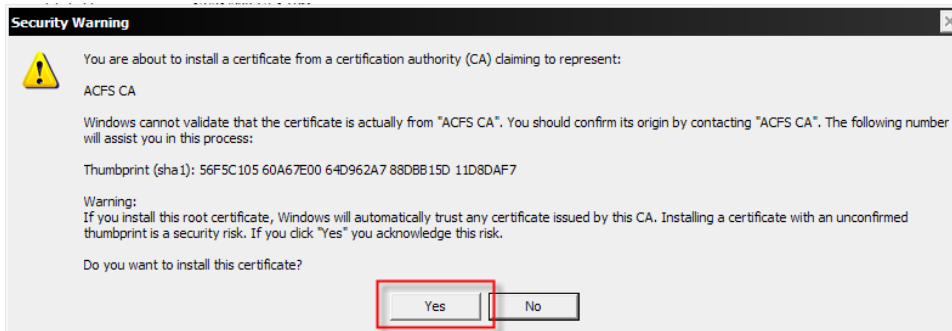 Security Warning
You are about to install a certificate from a certification authority (CA) claiming to represent:
ACFS CA
Windows cannot validate that the certificate is actually from "ACFS CA". You should confirm its origin by contacting "ACFS CA". The following number
will assist you in this process:
Thumbprint (sha1): 56F5C105 60A67E00 64D962A7 88DBB15D 11D8DAF7
Warning:
If you install this root certificate, Windows will automatically trust any certificate issued by this CA. Installing a certificate with an unconfirmed
thumbprint is a security risk. If you click "Yes" you acknowledge this risk.
Do you want to install this certificate?
Yes No